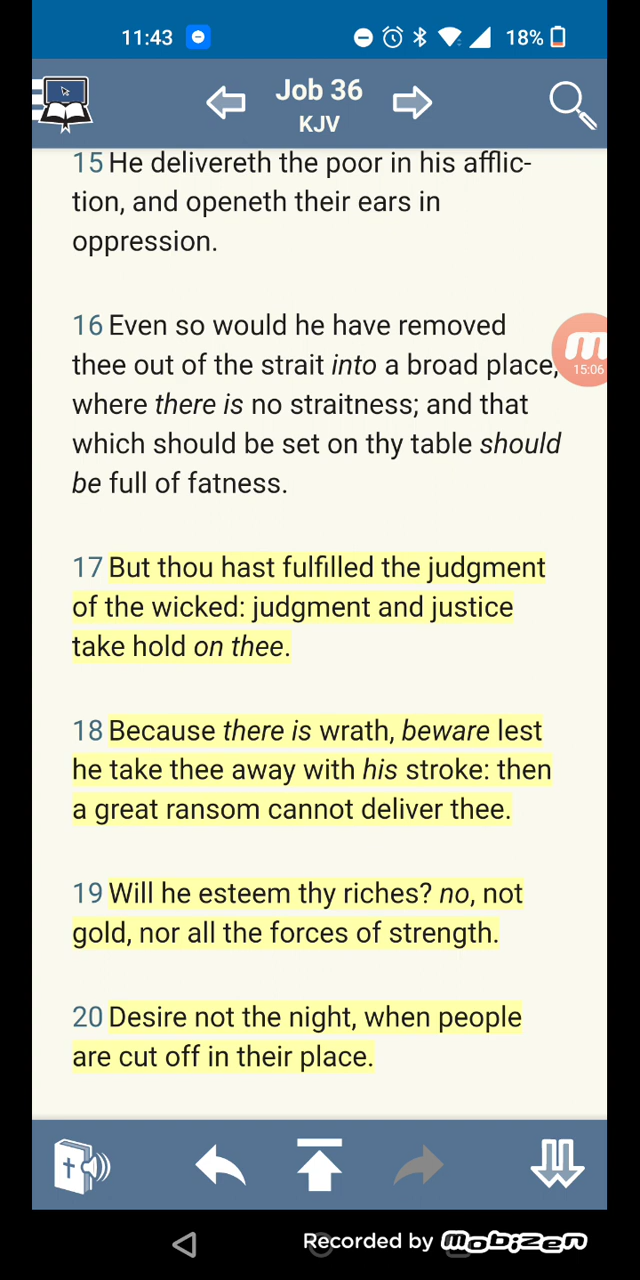 11:43
18%
Job 36
KJV
15 He delivereth the poor in his afflic-
tion, and openeth their ears in
oppression.
16 Even so would he have removed
thee out of the strait into a broad place,
where there is no straitness; and that
which should be set on thy table should
be full of fatness.
15:06
17 But thou hast fulfilled the judgment
of the wicked: judgment and justice
take hold on thee.
18 Because there is wrath, beware lest
he take thee away with his stroke: then
a great ransom cannot deliver thee.
19 Will he esteem thy riches? no, not
gold, nor all the forces of strength.
20 Desire not the night, when people
are cut off in their place.
Recorded by mobizen